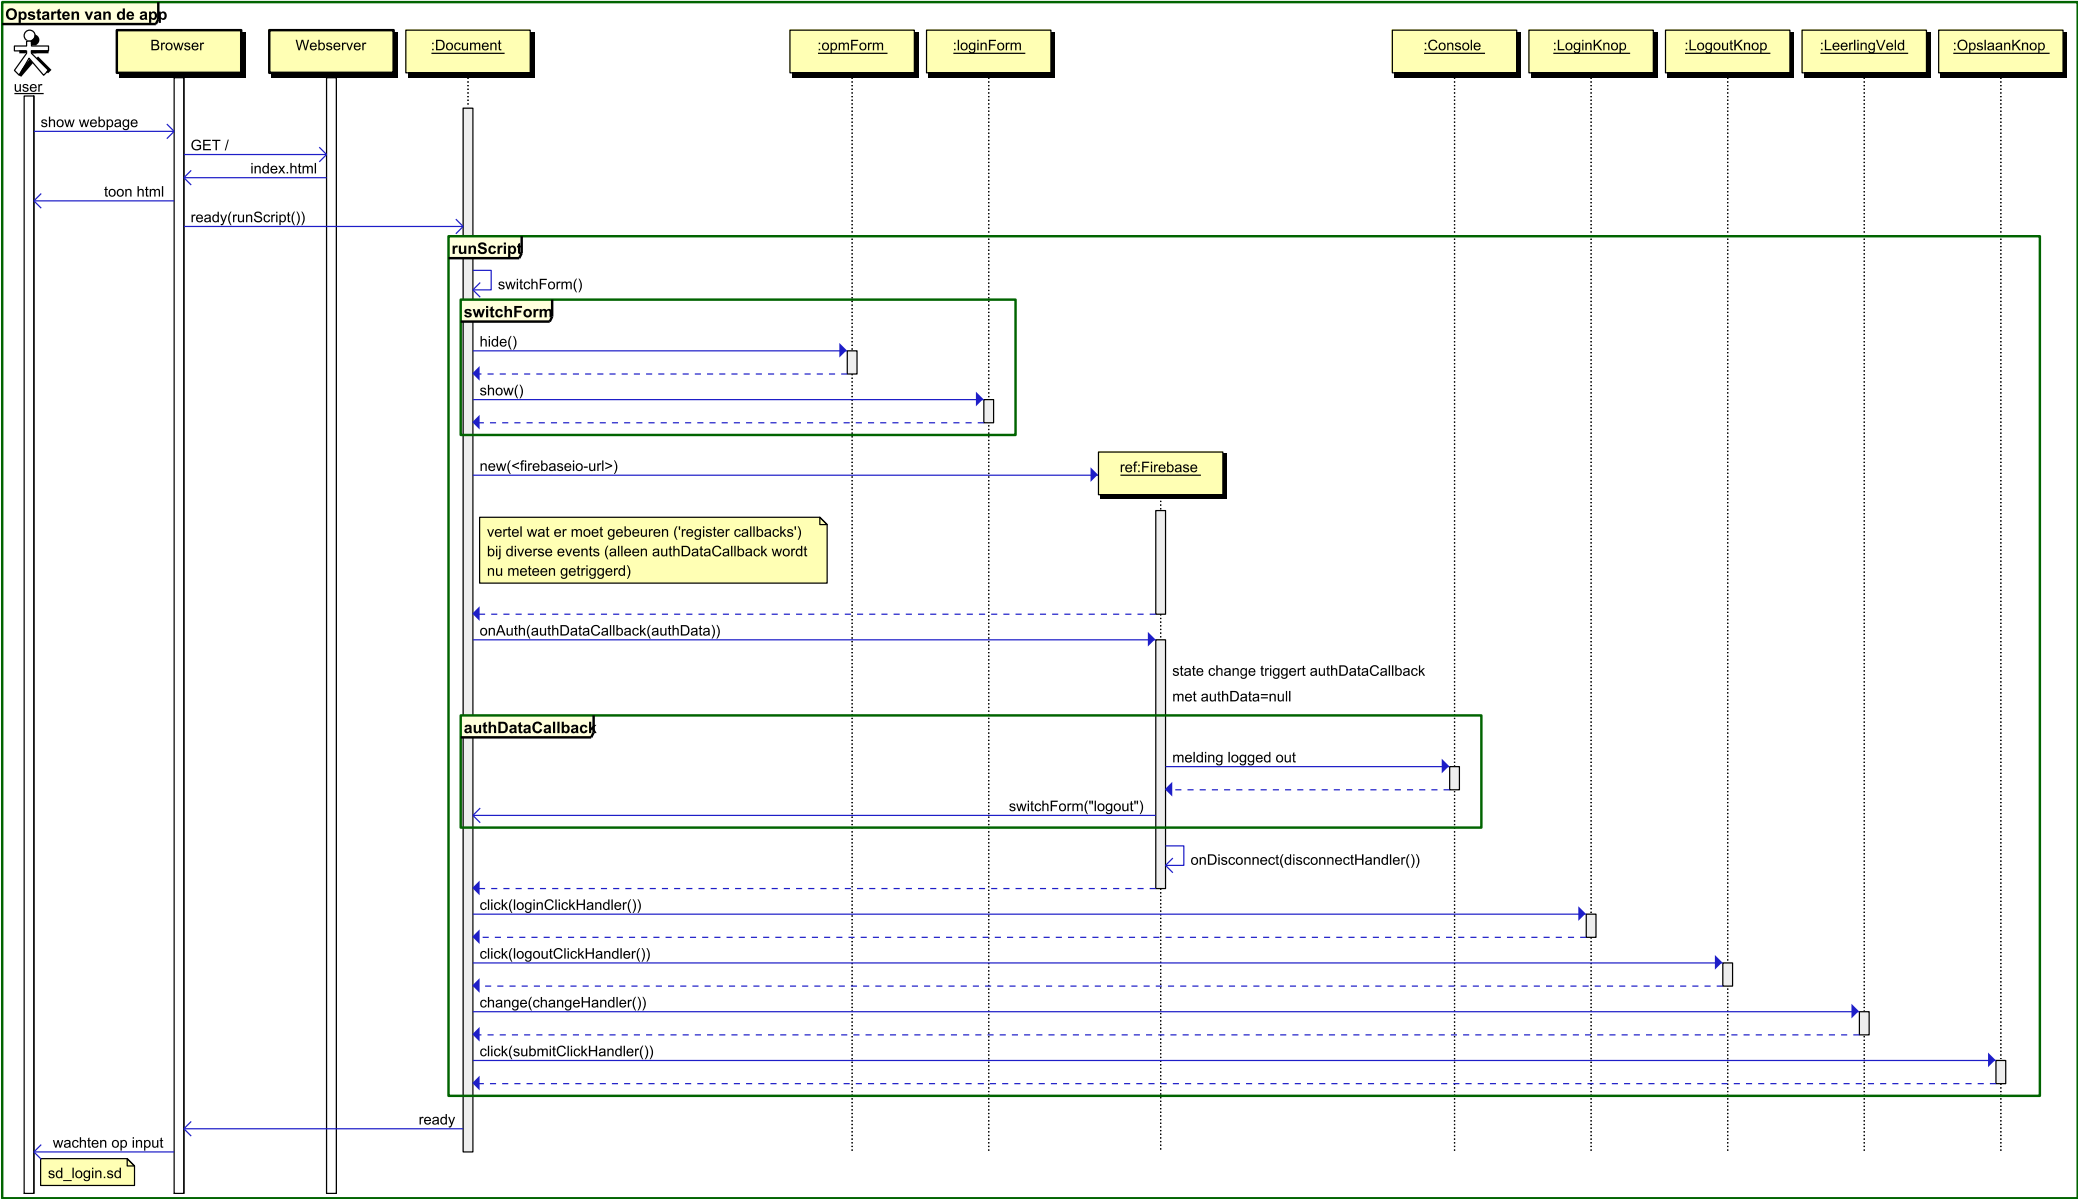 Opstarten van de app
user
Browser
Webserver
:Document
:opmForm
:loginForm
:Console
:LoginKnop
:LogoutKnop
:LeerlingVeld
:OpslaanKnop
show webpage
GET /
index.html
toon html
ready(runScript())
runScript
switchForm()
switchForm
hide()
show()
new(<firebaseio-url>)
ref:Firebase
vertel wat er moet gebeuren ('register callbacks')
bij diverse events (alleen authDataCallback wordt
nu meteen getriggerd)
onAuth(authDataCallback(authData))
state change triggert authDataCallback
met authData=null
authDataCallback
melding logged out
switchForm("logout")
onDisconnect(disconnectHandler())
click(loginClickHandler())
click(logoutClickHandler())
change(changeHandler())
click(submitClickHandler())
ready
wachten op input
sd_login.sd